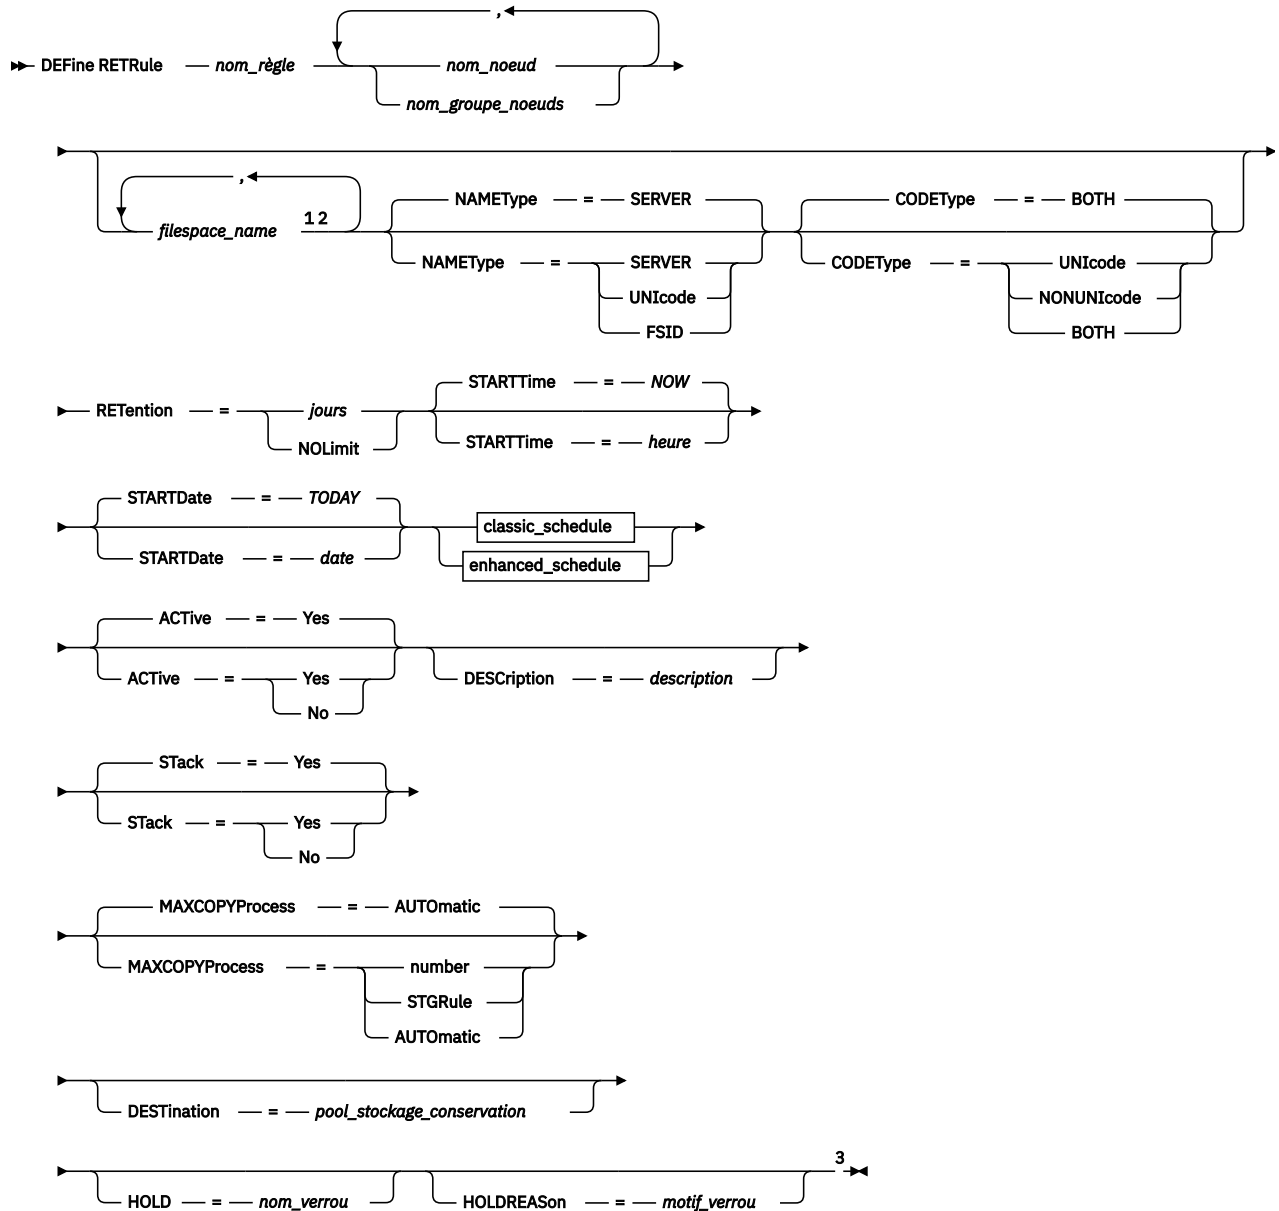 ,
DEFine RETRule nom_règle nom_noeud
nom_groupe_noeuds
,
filespace_name 1 2
NAMEType = SERVER
NAMEType = SERVER
UNIcode
FSID
CODEType = BOTH
CODEType = UNIcode
NONUNIcode
BOTH
RETention = jours
NOLimit
STARTTime = NOW
STARTTime = heure
STARTDate = TODAY
STARTDate = date
classic_schedule
enhanced_schedule
ACTive = Yes
ACTive = Yes
No
DESCription = description
STack = Yes
STack = Yes
No
MAXCOPYProcess = AUTOmatic
MAXCOPYProcess = number
STGRule
AUTOmatic
DESTination = pool_stockage_conservation
HOLD = nom_verrou
HOLDREASon = motif_verrou
3